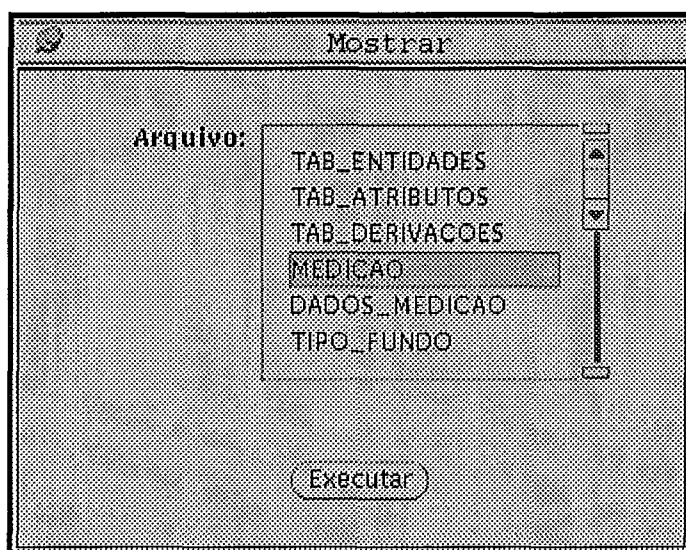 Mostrar
Arquivo:
TAB_ENTIDADES
TAB_ATRIBUTOS
TAB_DERIVACOES
MEDICAO
DADOS_MEDICAO
TIPO_FUNDO
Executar